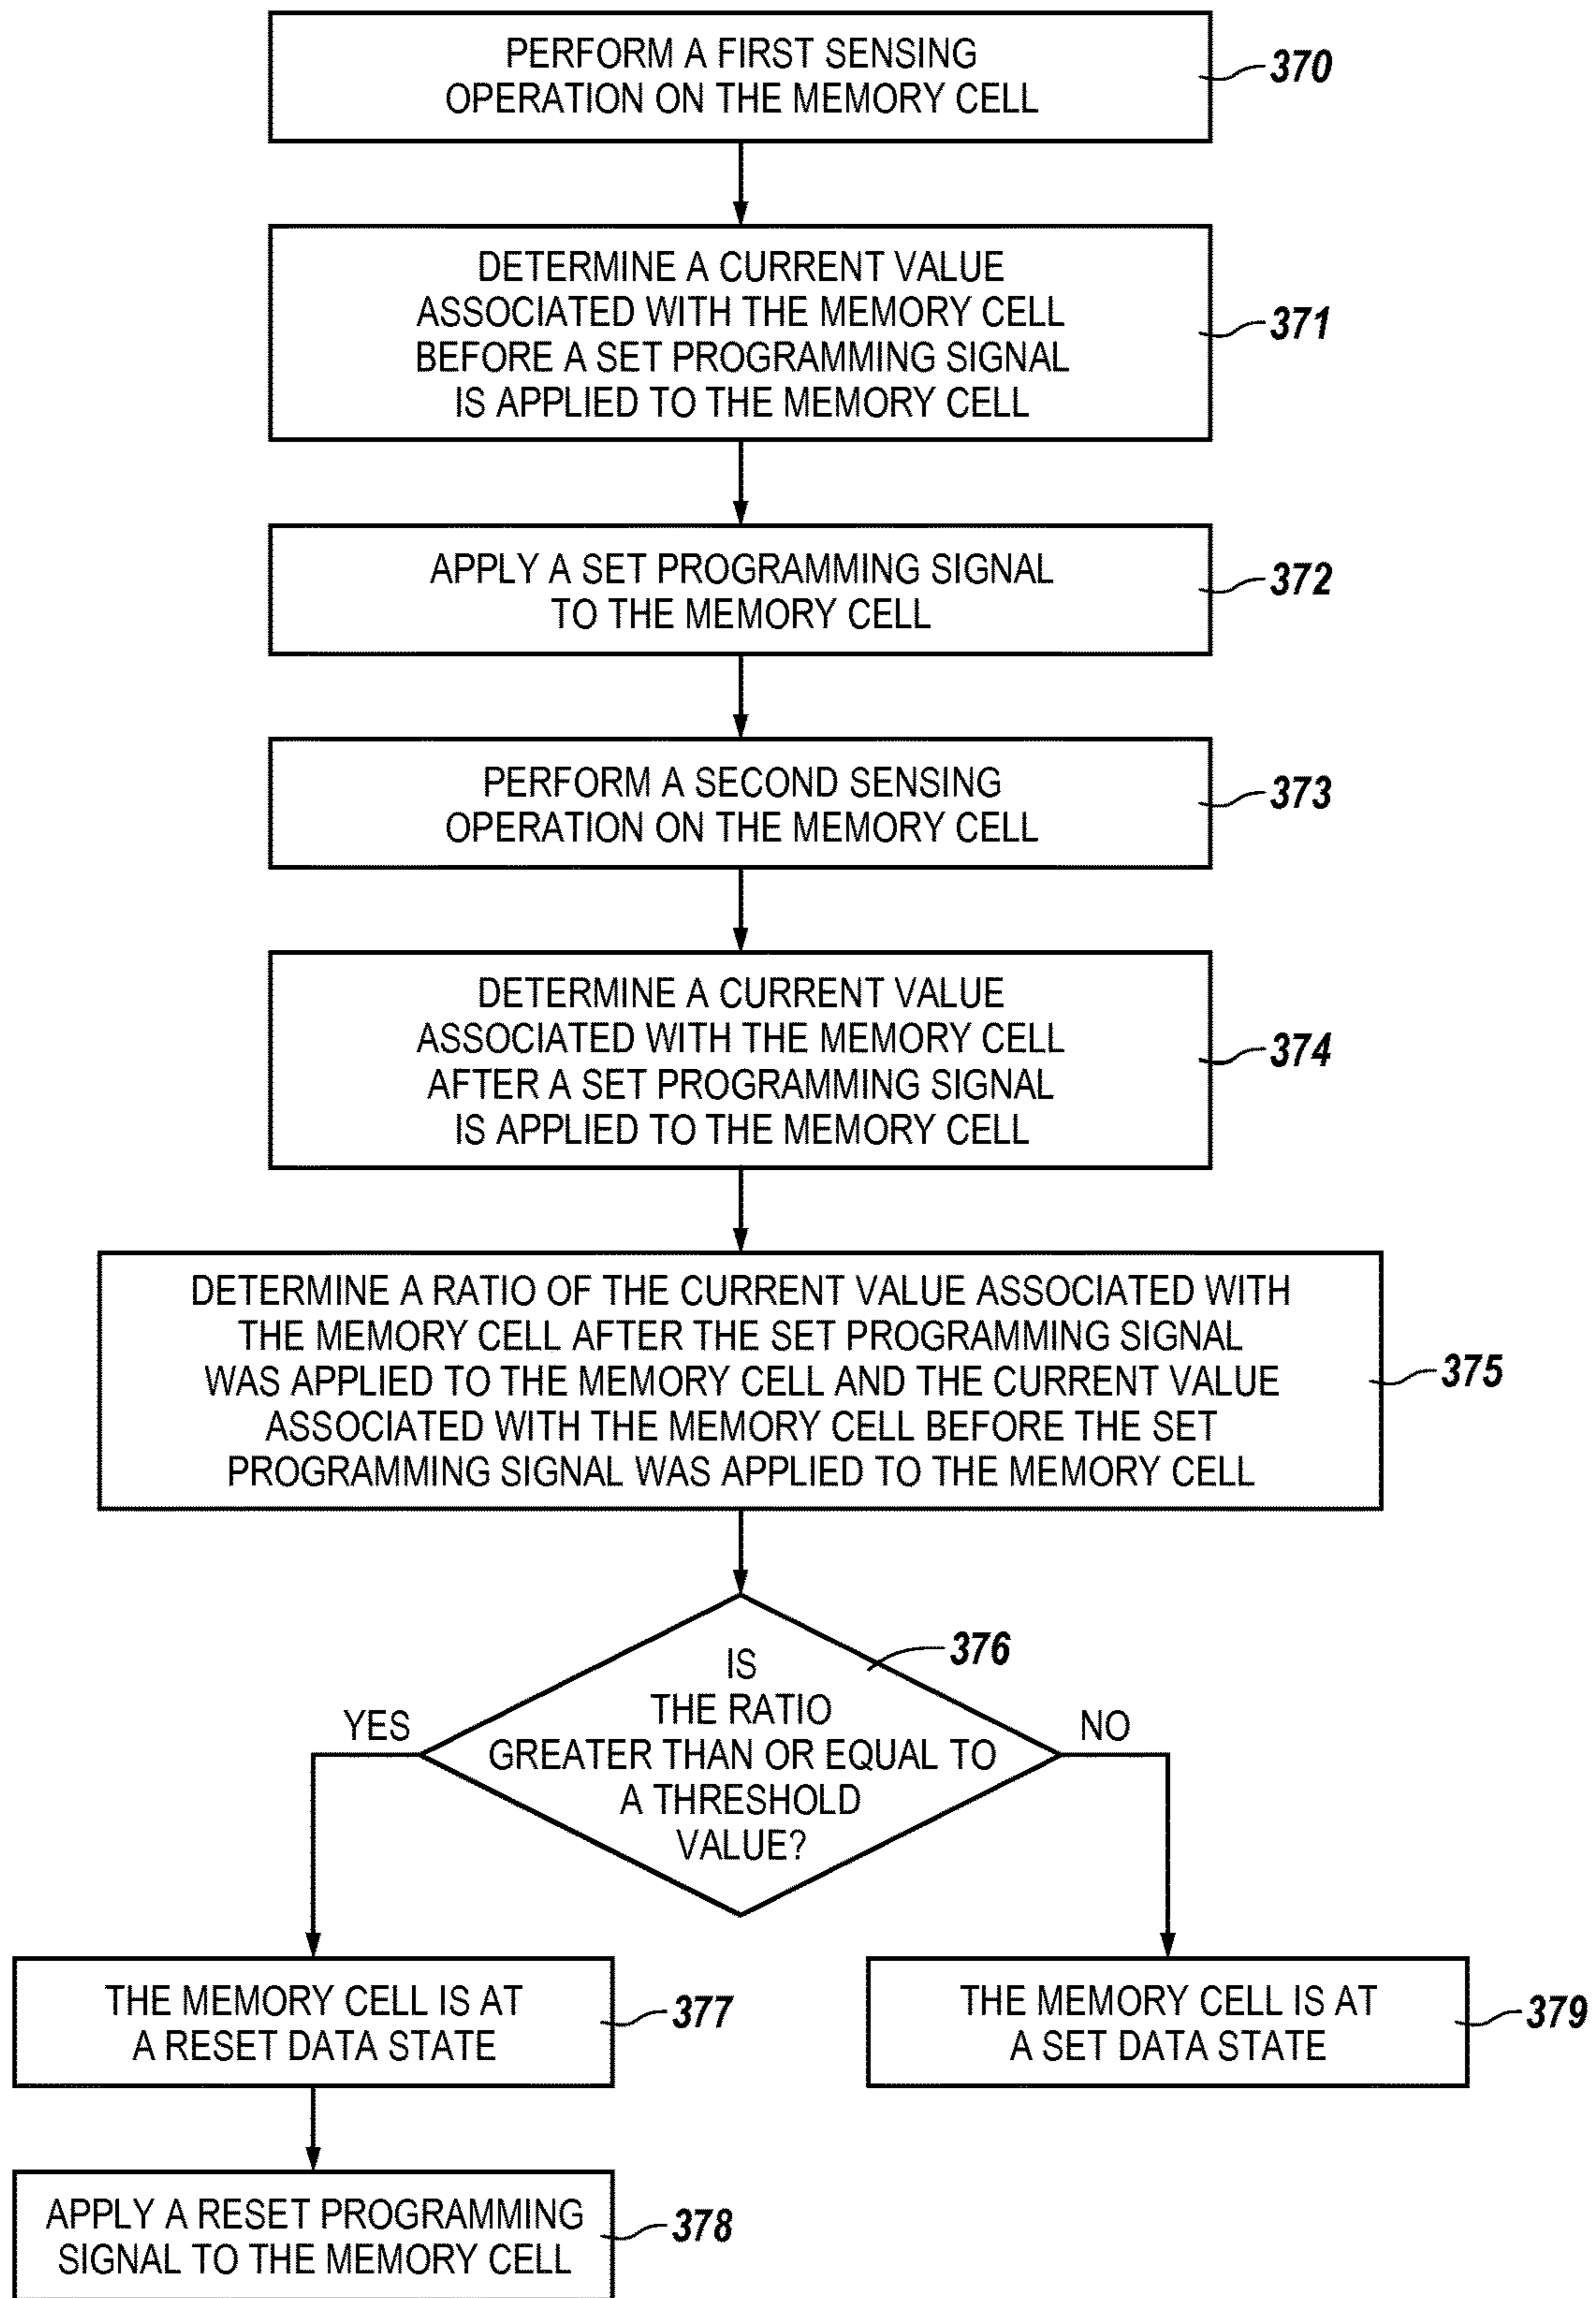 PERFORM A FIRST SENSING
OPERATION ON THE MEMORY CELL
370
DETERMINE A CURRENT VALUE
ASSOCIATED WITH THE MEMORY CELL
BEFORE A SET PROGRAMMING SIGNAL
IS APPLIED TO THE MEMORY CELL
371
APPLY A SET PROGRAMMING SIGNAL
TO THE MEMORY CELL
372
PERFORM A SECOND SENSING
OPERATION ON THE MEMORY CELL
373
DETERMINE A CURRENT VALUE
ASSOCIATED WITH THE MEMORY CELL
AFTER A SET PROGRAMMING SIGNAL
IS APPLIED TO THE MEMORY CELL
374
DETERMINE A RATIO OF THE CURRENT VALUE ASSOCIATED WITH
THE MEMORY CELL AFTER THE SET PROGRAMMING SIGNAL
WAS APPLIED TO THE MEMORY CELL AND THE CURRENT VALUE
ASSOCIATED WITH THE MEMORY CELL BEFORE THE SET
PROGRAMMING SIGNAL WAS APPLIED TO THE MEMORY CELL
375
IS
THE RATIO
GREATER THAN OR EQUAL TO
A THRESHOLD
VALUE?
376
YES
NO
THE MEMORY CELL IS AT
A RESET DATA STATE
377
THE MEMORY CELL IS AT
A SET DATA STATE
379
APPLY A RESET PROGRAMMING
SIGNAL TO THE MEMORY CELL
378